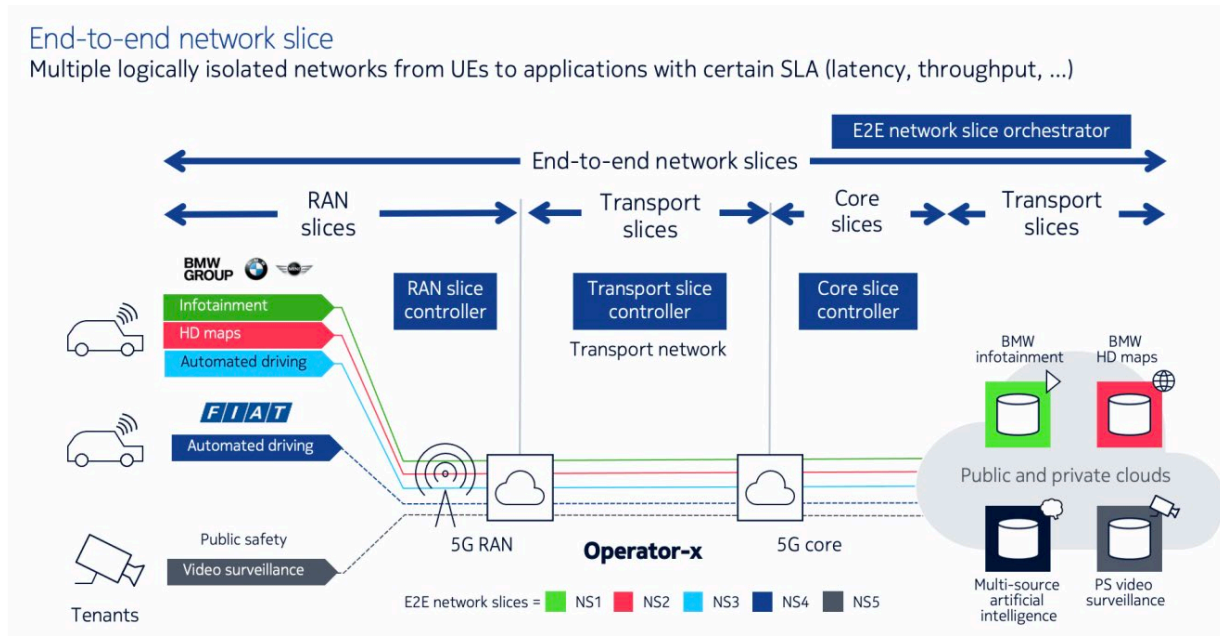 End-to-end network slice
Multiple logically isolated networks from UEs to applications with certain SLA (latency, throughput, ...)
E2E network slice orchestrator
End-to-end network slices
RAN
slices
Transport
slices
Core
slices
Transport
slices
BMW
GROUP
MINI
Infotainment
HD maps
Automated driving
RAN slice
controller
Transport slice
controller
Transport network
Core slice
controller
BMW
infotainment
BMW
HD maps
FIAT
Automated driving
Public and private clouds
Public safety
Video surveillance
Tenants
5G RAN
Operator-x
5G core
Multi-source
artificial
intelligence
PS video
surveillance
E2E network slices = NS1 NS2 NS3 NS4 NS5